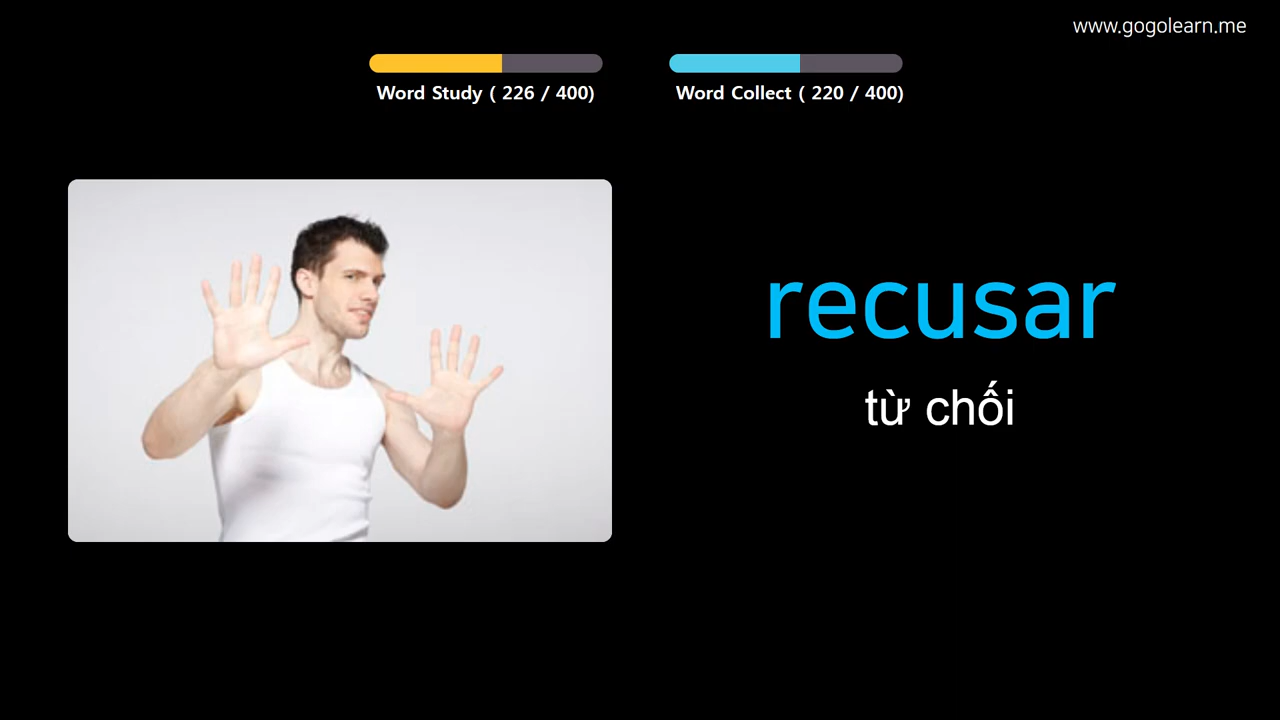 www.gogolearn.me
Word Study ( 226 / 400)
Word Collect ( 220 / 400)
recusar
từ chối